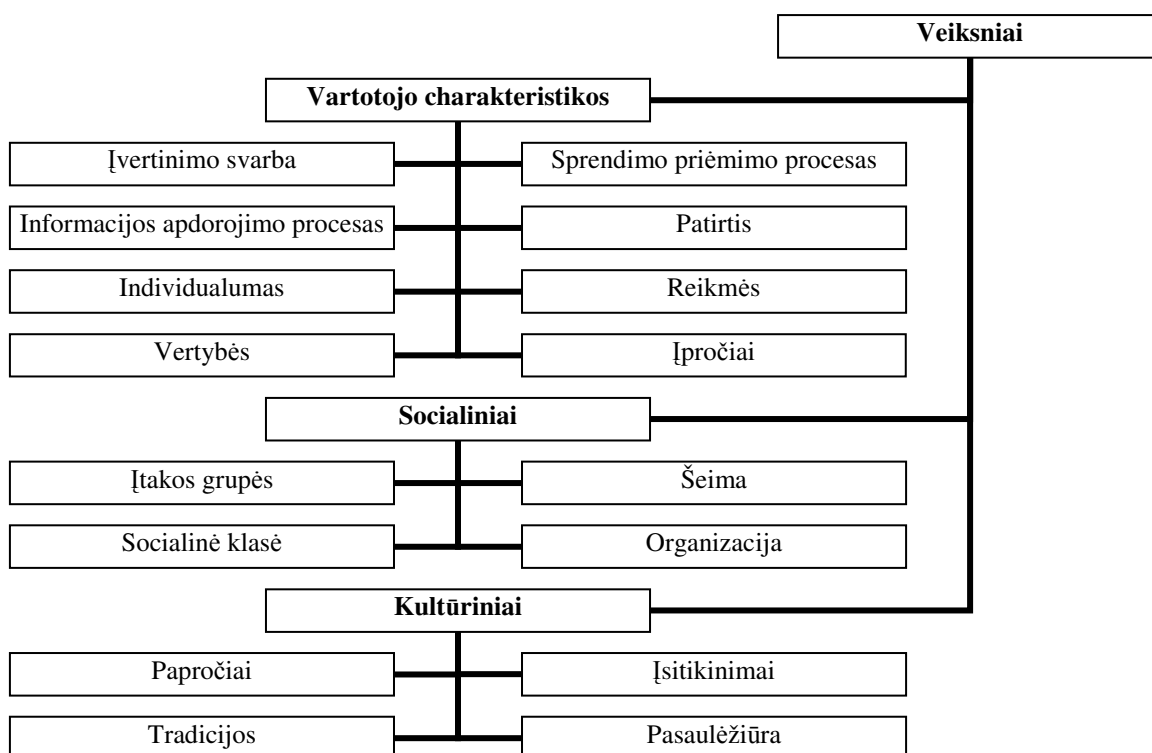 Veiksniai
Vartotojo charakteristikos
Įvertinimo svarba
Sprendimo priėmimo procesas
Informacijos apdorojimo procesas
Patirtis
Individualumas
Reikmės
Vertybės
Įpročiai
Socialiniai
Įtakos grupės
Šeima
Socialinė klasė
Organizacija
Kultūriniai
Papročiai
Įsitikinimai
Tradicijos
Pasaulėžiūra